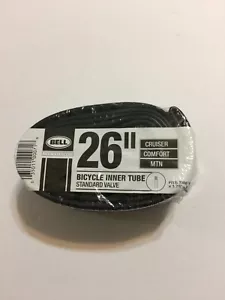 BELL
26"
CRUISER
COMFORT
MTN
BICYCLE INNER TUBE
STANDARD VALVE